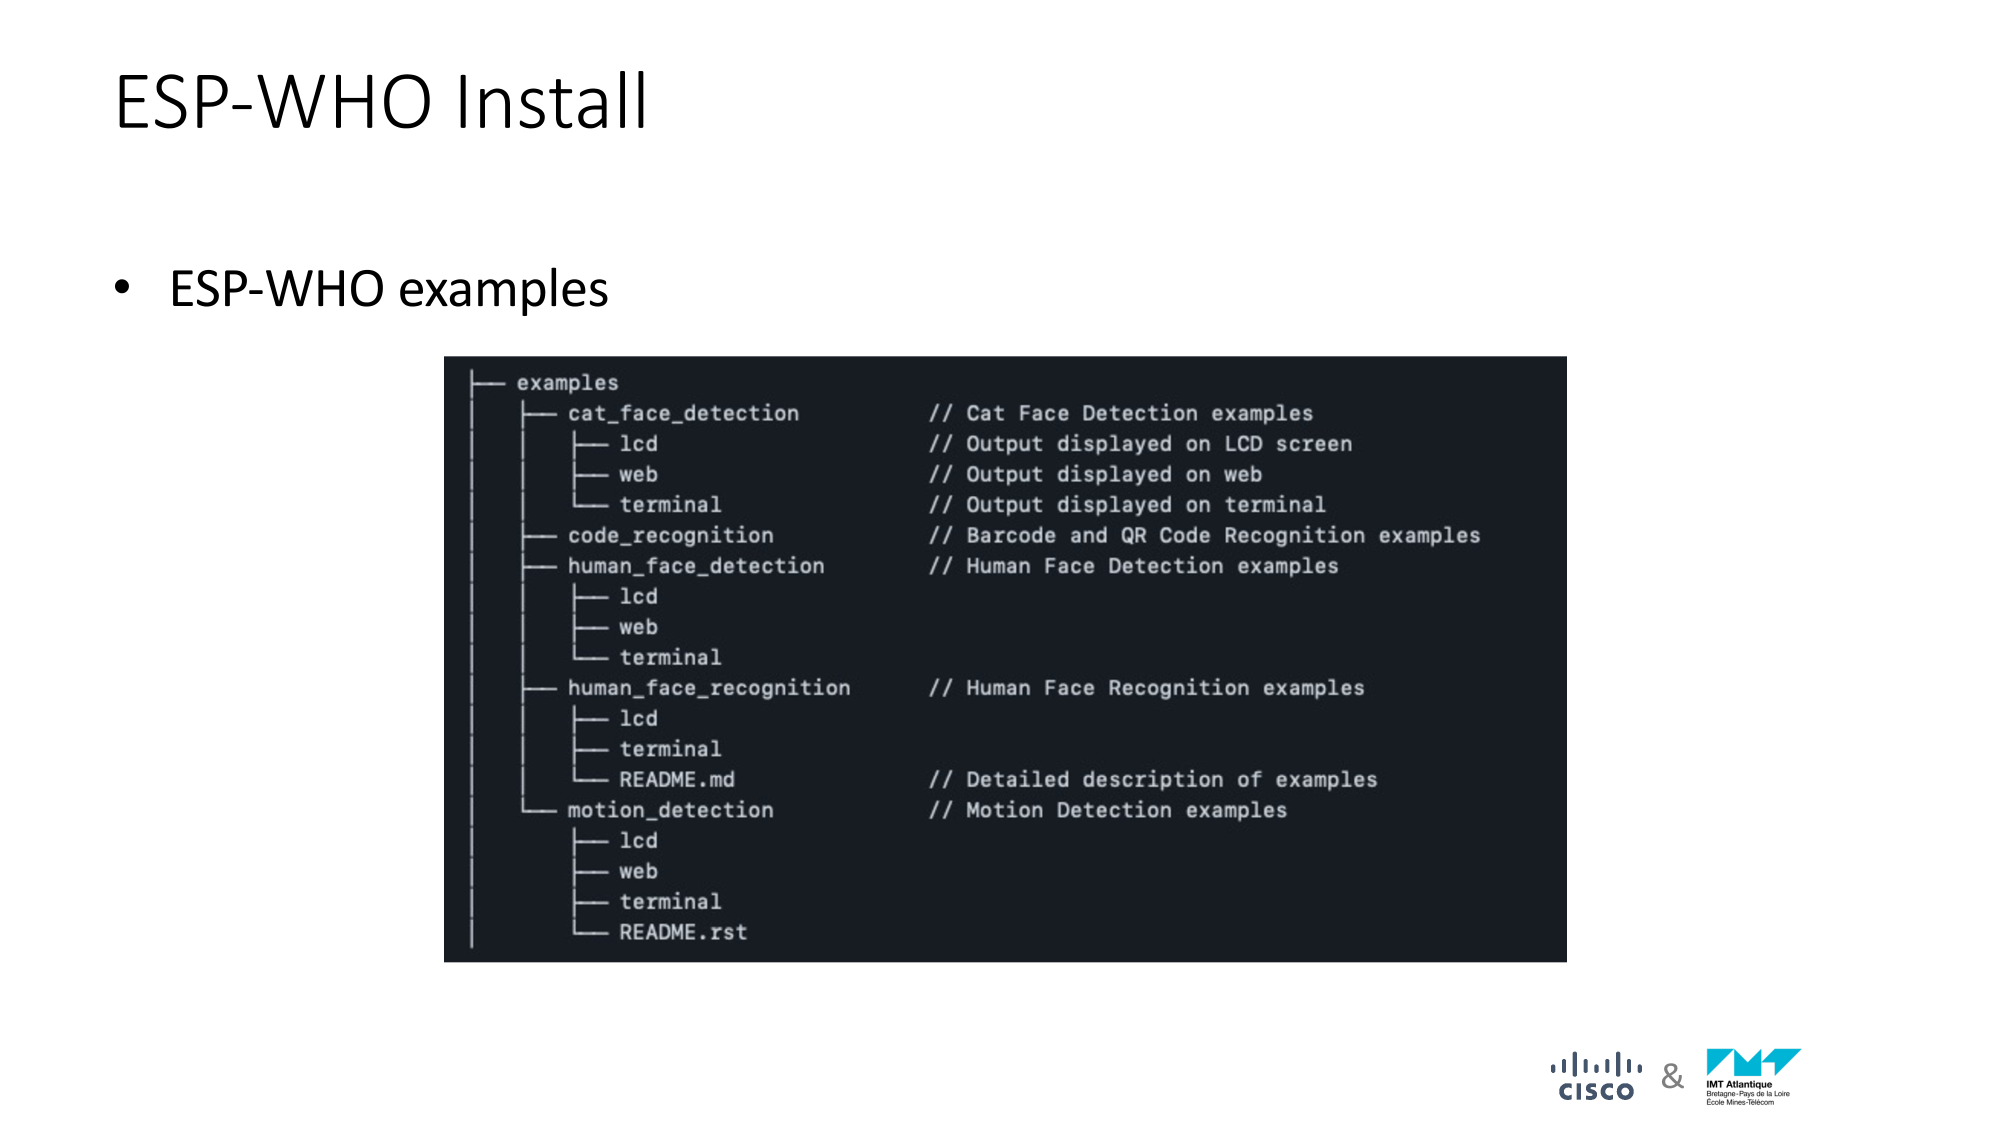 ESP-WHO Install
• ESP-WHO examples
├── examples
│   ├── cat_face_detection          // Cat Face Detection examples
│   │   ├── lcd                     // Output displayed on LCD screen
│   │   ├── web                     // Output displayed on web
│   │   └── terminal                // Output displayed on terminal
│   ├── code_recognition            // Barcode and QR Code Recognition examples
│   ├── human_face_detection        // Human Face Detection examples
│   │   ├── lcd
│   │   ├── web
│   │   └── terminal
│   ├── human_face_recognition      // Human Face Recognition examples
│   │   ├── lcd
│   │   ├── terminal
│   │   └── README.md               // Detailed description of examples
│   └── motion_detection            // Motion Detection examples
│       ├── lcd
│       ├── web
│       ├── terminal
│       └── README.rst
CISCO
&
IMT Atlantique
Bretagne-Pays de la Loire
École Mines-Télécom